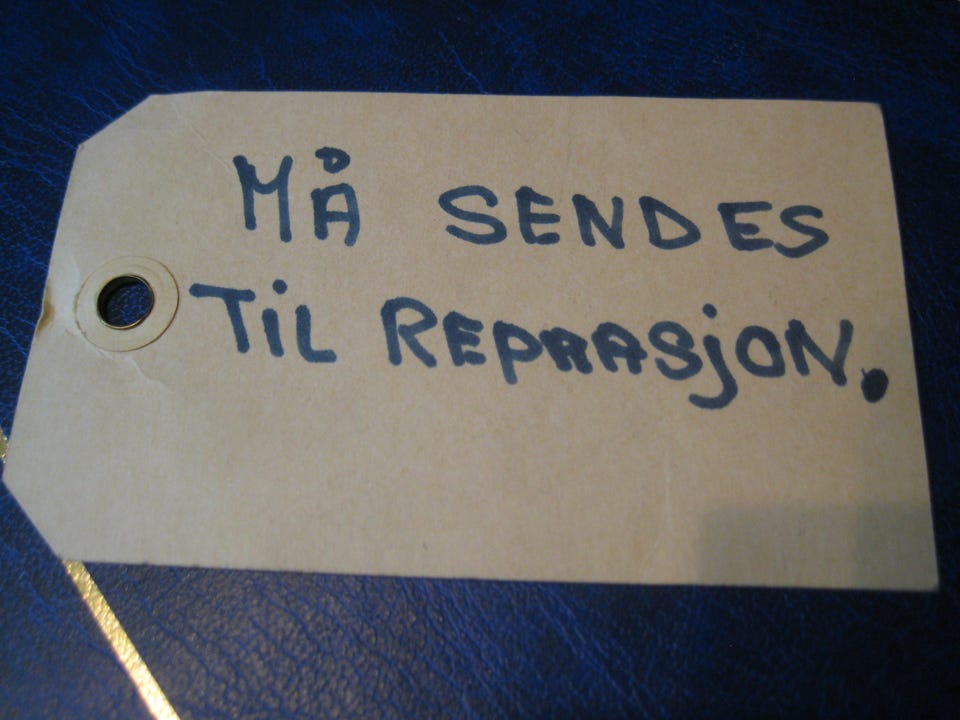 MÅ SENDES
TiL REPRASjON.